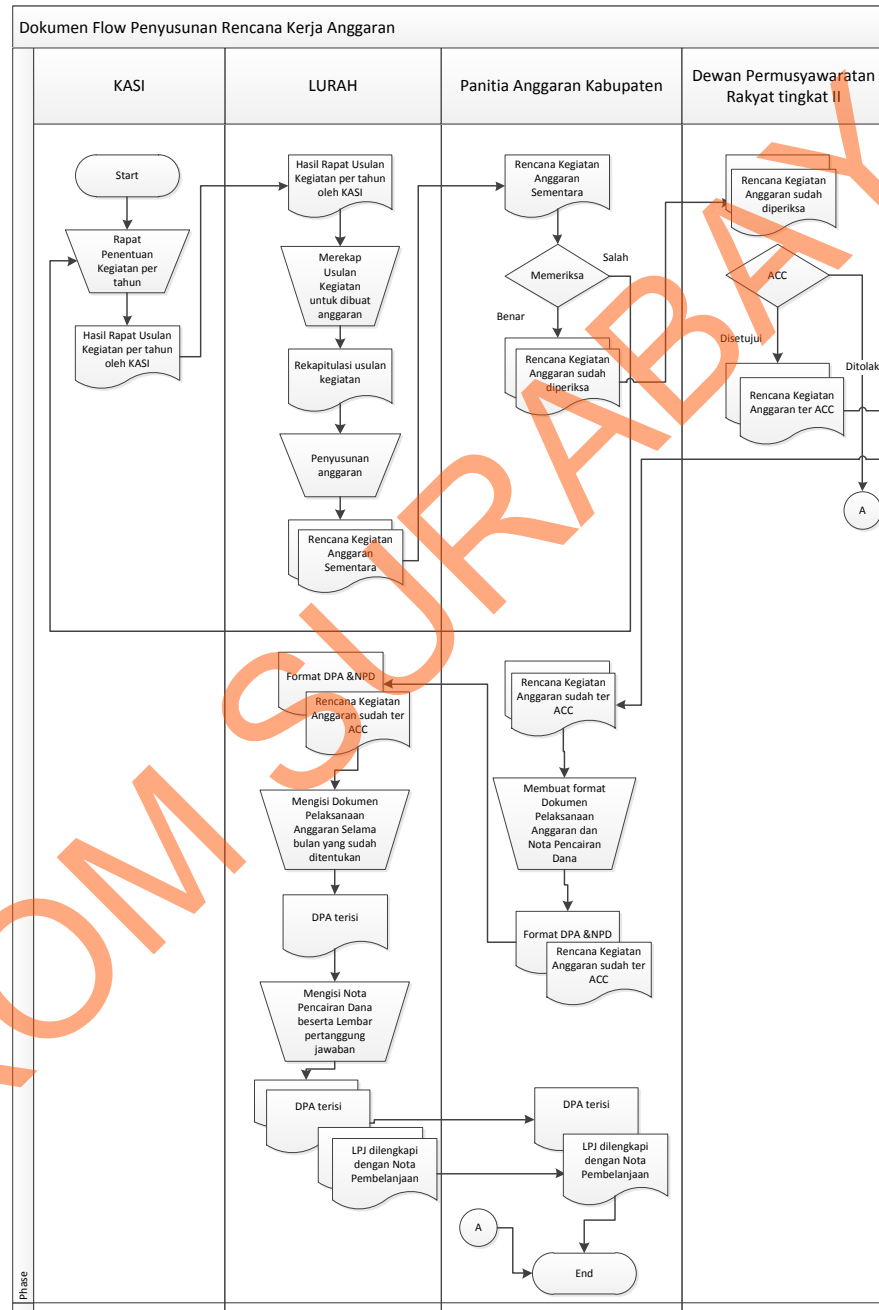 Dokumen Flow Penyusunan Rencana Kerja Anggaran
KASI
LURAH
Panitia Anggaran Kabupaten
Dewan Permusyawaratan
Rakyat tingkat II
Start
Rapat
Penentuan
Kegiatan per
tahun
Hasil Rapat Usulan
Kegiatan per tahun
oleh KASI
Hasil Rapat Usulan
Kegiatan per tahun
oleh KASI
Merekap
Usulan
Kegiatan
untuk dibuat
anggaran
Rekapitulasi usulan
kegiatan
Penyusunan
anggaran
Rencana Kegiatan
Anggaran
Sementara
Rencana Kegiatan
Anggaran
Sementara
Memeriksa
Salah
Benar
Rencana Kegiatan
Anggaran sudah
diperiksa
Rencana Kegiatan
Anggaran sudah
diperiksa
ACC
Disetujui
Ditolak
Rencana Kegiatan
Anggaran ter ACC
A
Format DPA &NPD
Rencana Kegiatan
Anggaran sudah ter
ACC
Mengisi Dokumen
Pelaksanaan
Anggaran Selama
bulan yang sudah
ditentukan
DPA terisi
Mengisi Nota
Pencairan Dana
beserta Lembar
pertanggung
jawaban
DPA terisi
LPJ dilengkapi
dengan Nota
Pembelanjaan
Rencana Kegiatan
Anggaran sudah ter
ACC
Membuat format
Dokumen
Pelaksanaan
Anggaran dan
Nota Pencairan
Dana
Format DPA &NPD
Rencana Kegiatan
Anggaran sudah ter
ACC
DPA terisi
LPJ dilengkapi
dengan Nota
Pembelanjaan
A
End
Phase
OM SURABAY